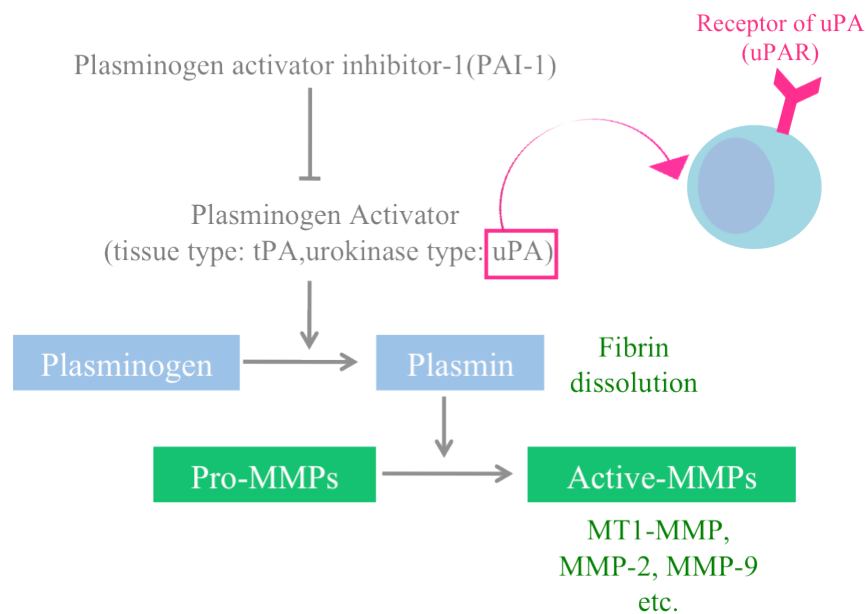 Receptor of uPA
(uPAR)
Plasminogen activator inhibitor-1(PAI-1)
Plasminogen Activator
(tissue type: tPA,urokinase type: uPA)
Plasminogen
Plasmin
Fibrin
dissolution
Pro-MMPs
Active-MMPs
MT1-MMP,
MMP-2, MMP-9
etc.